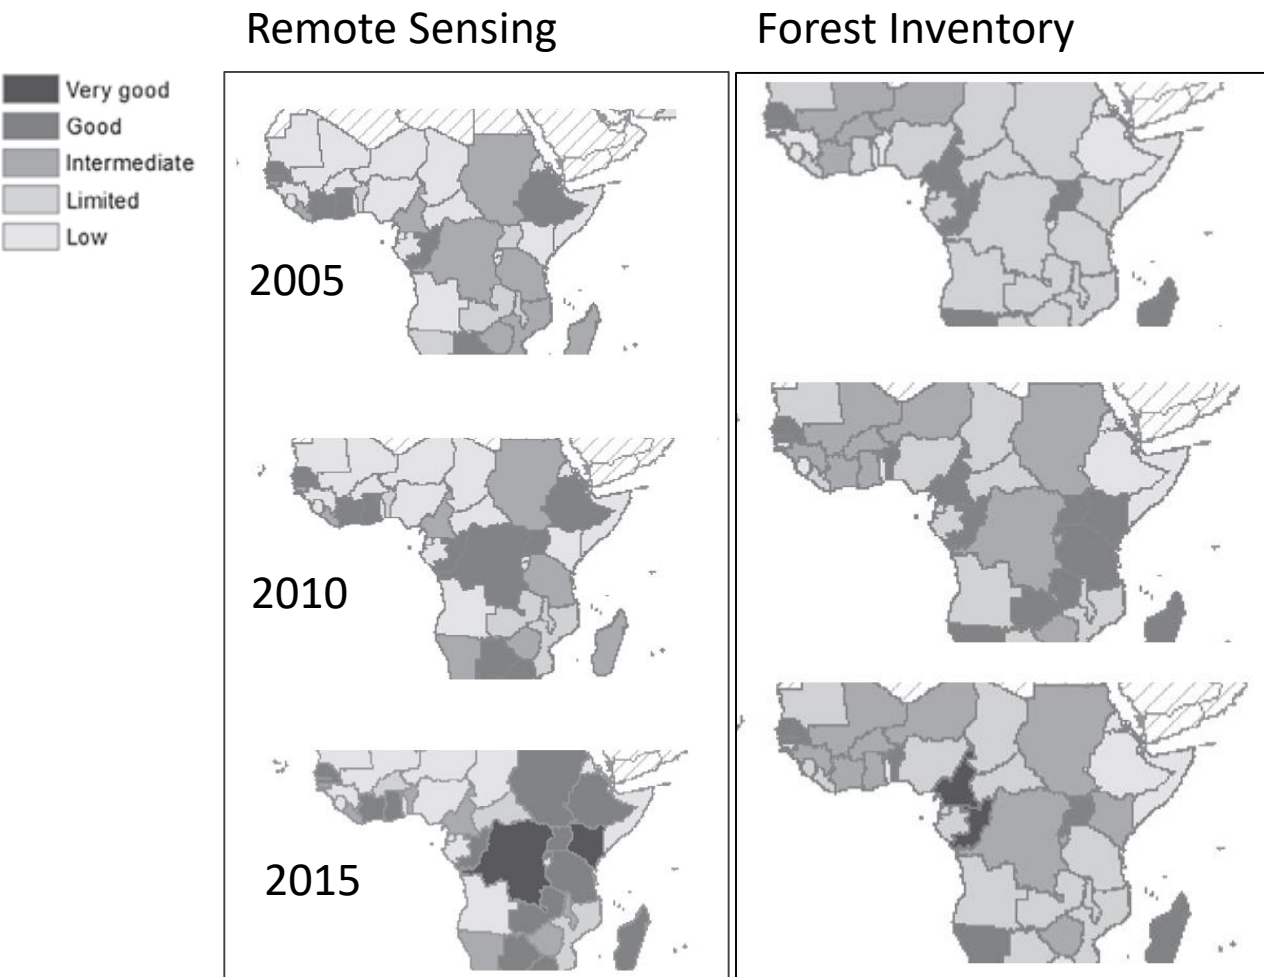 Remote Sensing
Forest Inventory
Very good
Good
Intermediate
Limited
Low
2005
2010
2015